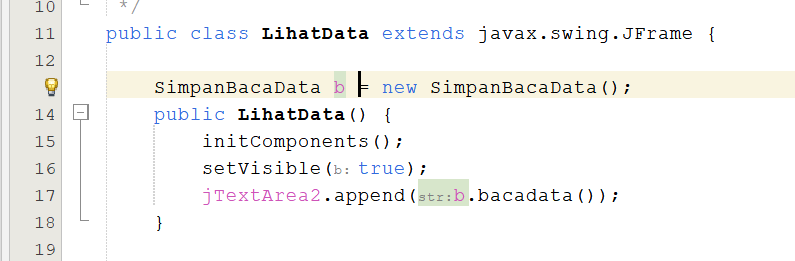 10 */
11 public class LihatData extends javax.swing.JFrame {
12
SimpanBacaData b = new SimpanBacaData();
14 public LihatData() {
15 initComponents();
16 setVisible(b: true);
17 jTextArea2.append(str:b.bacadata());
18 }
19